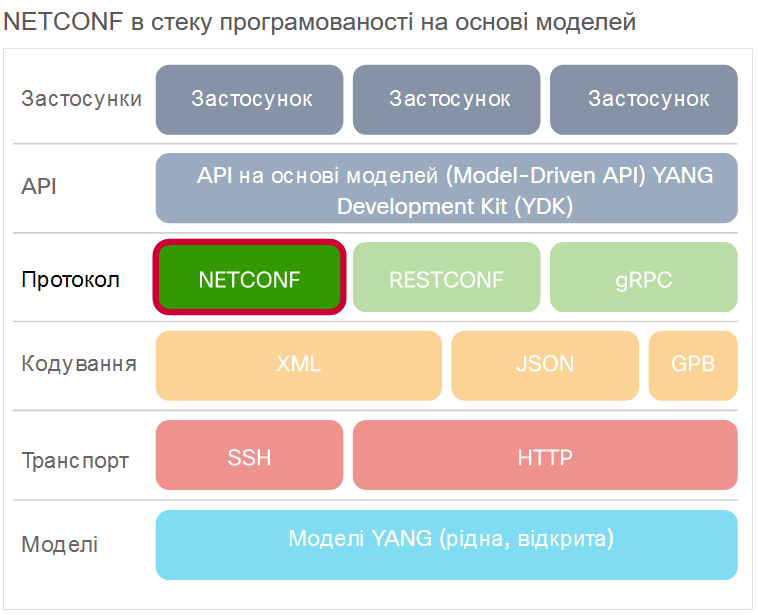 NETCONF в стеку програмованості на основі моделей
Застосунки
Застосунок
Застосунок
Застосунок
API
API на основі моделей (Model-Driven API) YANG
Development Kit (YDK)
Протокол
NETCONF
RESTCONF
gRPC
Кодування
XML
JSON
GPB
Транспорт
SSH
HTTP
Моделі
Моделі YANG (рідна, відкрита)